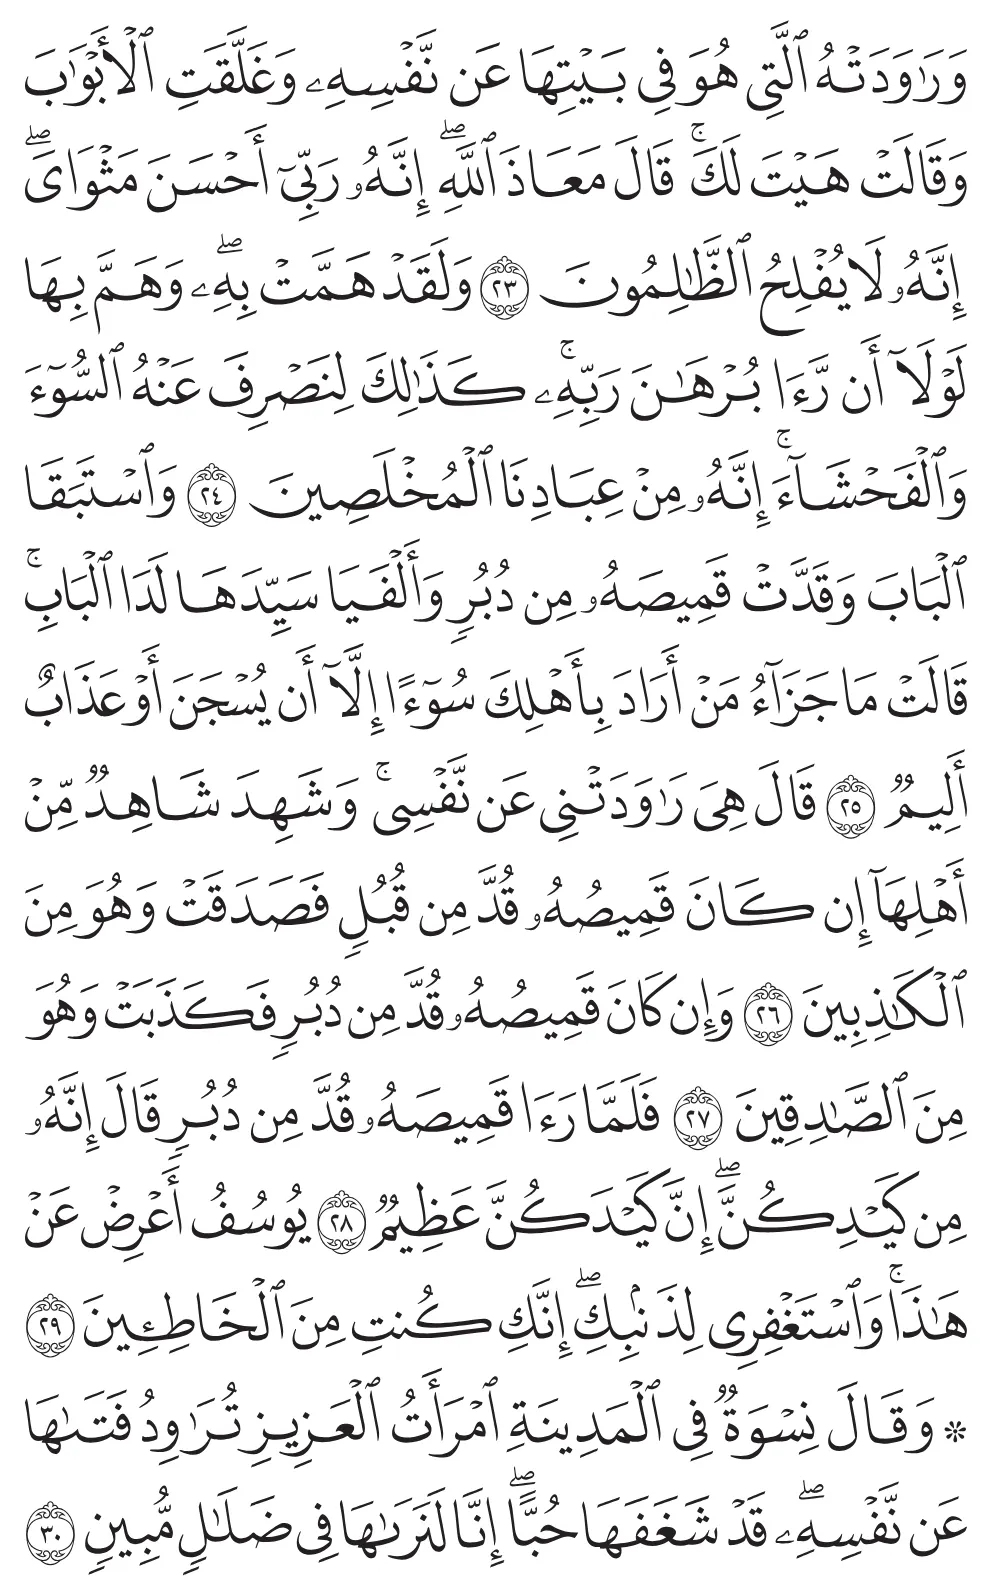 وَرَٰوَدَتْهُ ٱلَّتِى هُوَ فِى بَيْتِهَا عَن نَّفْسِهِۦ وَغَلَّقَتِ ٱلْأَبْوَٰبَ
وَقَالَتْ هَيْتَ لَكَ ۚ قَالَ مَعَاذَ ٱللَّهِ ۖ إِنَّهُۥ رَبِّىٓ أَحْسَنَ مَثْوَاىَ ۖ
إِنَّهُۥ لَا يُفْلِحُ ٱلظَّٰلِمُونَ ٢٣ وَلَقَدْ هَمَّتْ بِهِۦ ۖ وَهَمَّ بِهَا
لَوْلَآ أَن رَّءَا بُرْهَٰنَ رَبِّهِۦ ۚ كَذَٰلِكَ لِنَصْرِفَ عَنْهُ ٱلسُّوٓءَ
وَٱلْفَحْشَآءَ ۚ إِنَّهُۥ مِنْ عِبَادِنَا ٱلْمُخْلَصِينَ ٢٤ وَٱسْتَبَقَا
ٱلْبَابَ وَقَدَّتْ قَمِيصَهُۥ مِن دُبُرٍ وَأَلْفَيَا سَيِّدَهَا لَدَا ٱلْبَابِ ۚ
قَالَتْ مَا جَزَآءُ مَنْ أَرَادَ بِأَهْلِكَ سُوٓءًا إِلَّآ أَن يُسْجَنَ أَوْ عَذَابٌ
أَلِيمٌ ٢٥ قَالَ هِىَ رَٰوَدَتْنِى عَن نَّفْسِى ۚ وَشَهِدَ شَاهِدٌ مِّنْ
أَهْلِهَآ إِن كَانَ قَمِيصُهُۥ قُدَّ مِن قُبُلٍ فَصَدَقَتْ وَهُوَ مِنَ
ٱلْكَٰذِبِينَ ٢٦ وَإِن كَانَ قَمِيصُهُۥ قُدَّ مِن دُبُرٍ فَكَذَبَتْ وَهُوَ
مِنَ ٱلصَّٰدِقِينَ ٢٧ فَلَمَّا رَءَا قَمِيصَهُۥ قُدَّ مِن دُبُرٍ قَالَ إِنَّهُۥ
مِن كَيْدِكُنَّ ۖ إِنَّ كَيْدَكُنَّ عَظِيمٌ ٢٨ يُوسُفُ أَعْرِضْ عَنْ
هَٰذَا ۚ وَٱسْتَغْفِرِى لِذَنۢبِكِ ۖ إِنَّكِ كُنتِ مِنَ ٱلْخَاطِـِٔينَ ٢٩
۞ وَقَالَ نِسْوَةٌ فِى ٱلْمَدِينَةِ ٱمْرَأَتُ ٱلْعَزِيزِ تُرَٰوِدُ فَتَىٰهَا
عَن نَّفْسِهِۦ ۖ قَدْ شَغَفَهَا حُبًّا ۖ إِنَّا لَنَرَىٰهَا فِى ضَلَٰلٍ مُّبِينٍ ٣٠